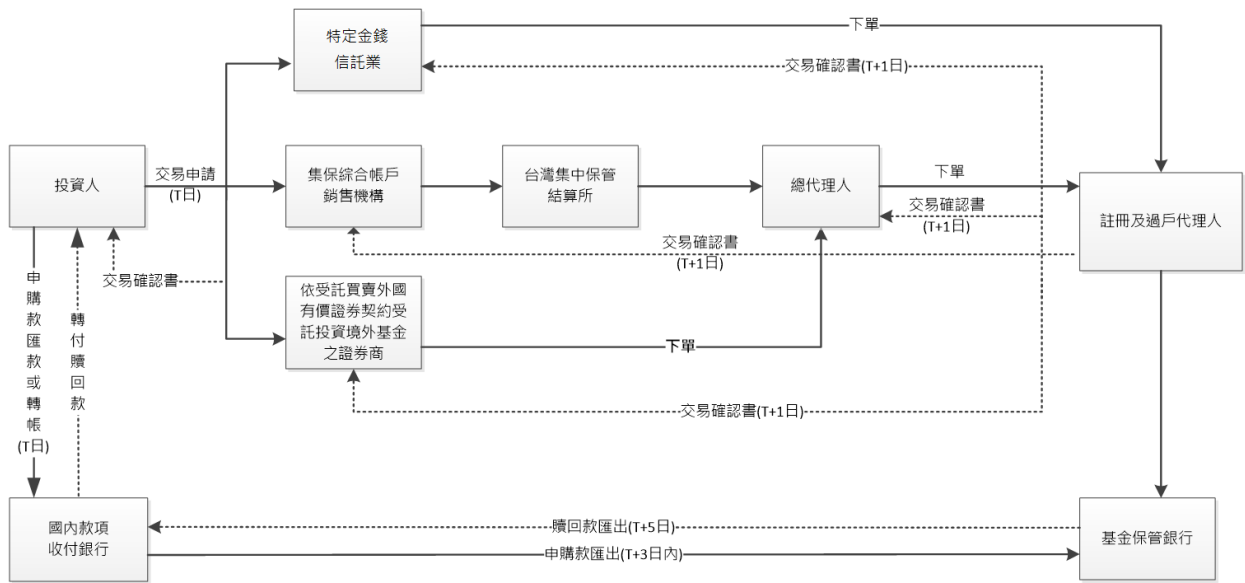 特定金錢
信託業
下單
交易確認書(T+1日)
投資人
交易申請
(T日)
集保綜合帳戶
銷售機構
台灣集中保管
結算所
總代理人
下單
交易確認書
(T+1日)
註冊及過戶代理人
交易確認書
(T+1日)
交易確認書
依受託買賣外國
有價證券契約受
託投資境外基金
之證券商
下單
交易確認書(T+1日)
申
購
款
匯
款
或
轉
帳
(T日)
轉
付
贖
回
款
國內款項
收付銀行
贖回款匯出(T+5日)
申購款匯出(T+3日內)
基金保管銀行